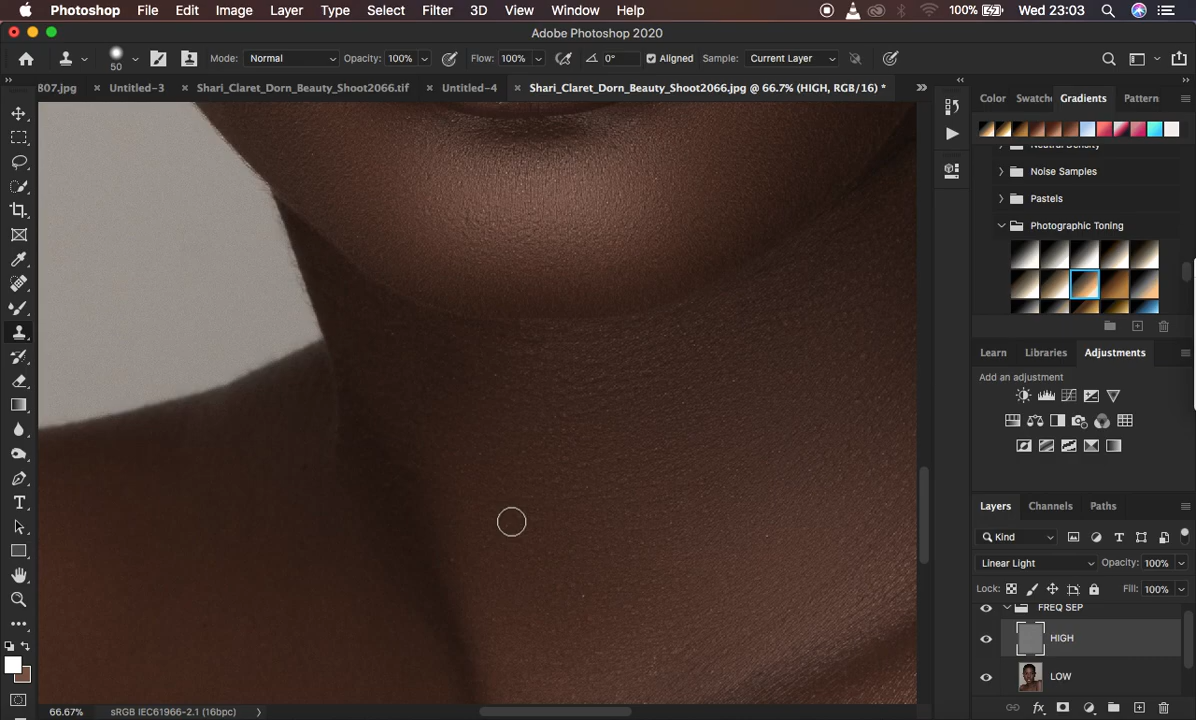 Photoshop File Edit Image Layer Type Select Filter 3D View Window Help 100% Wed 23:03
Adobe Photoshop 2020
50 Mode: Normal Opacity: 100% Flow: 100% 0° Aligned Sample: Current Layer
807.jpg × Untitled-3 × Shari_Claret_Dorn_Beauty_Shoot2066.tif × Untitled-4 × Shari_Claret_Dorn_Beauty_Shoot2066.jpg @ 66.7% (HIGH, RGB/16) *
Color Swatche Gradients Pattern
Neutral Density
Noise Samples
Pastels
Photographic Toning
Learn Libraries Adjustments
Add an adjustment
Layers Channels Paths
Kind
Linear Light Opacity: 100%
Lock: Fill: 100%
FREQ SEP
HIGH
LOW
66.67% sRGB IEC61966-2.1 (16bpc)